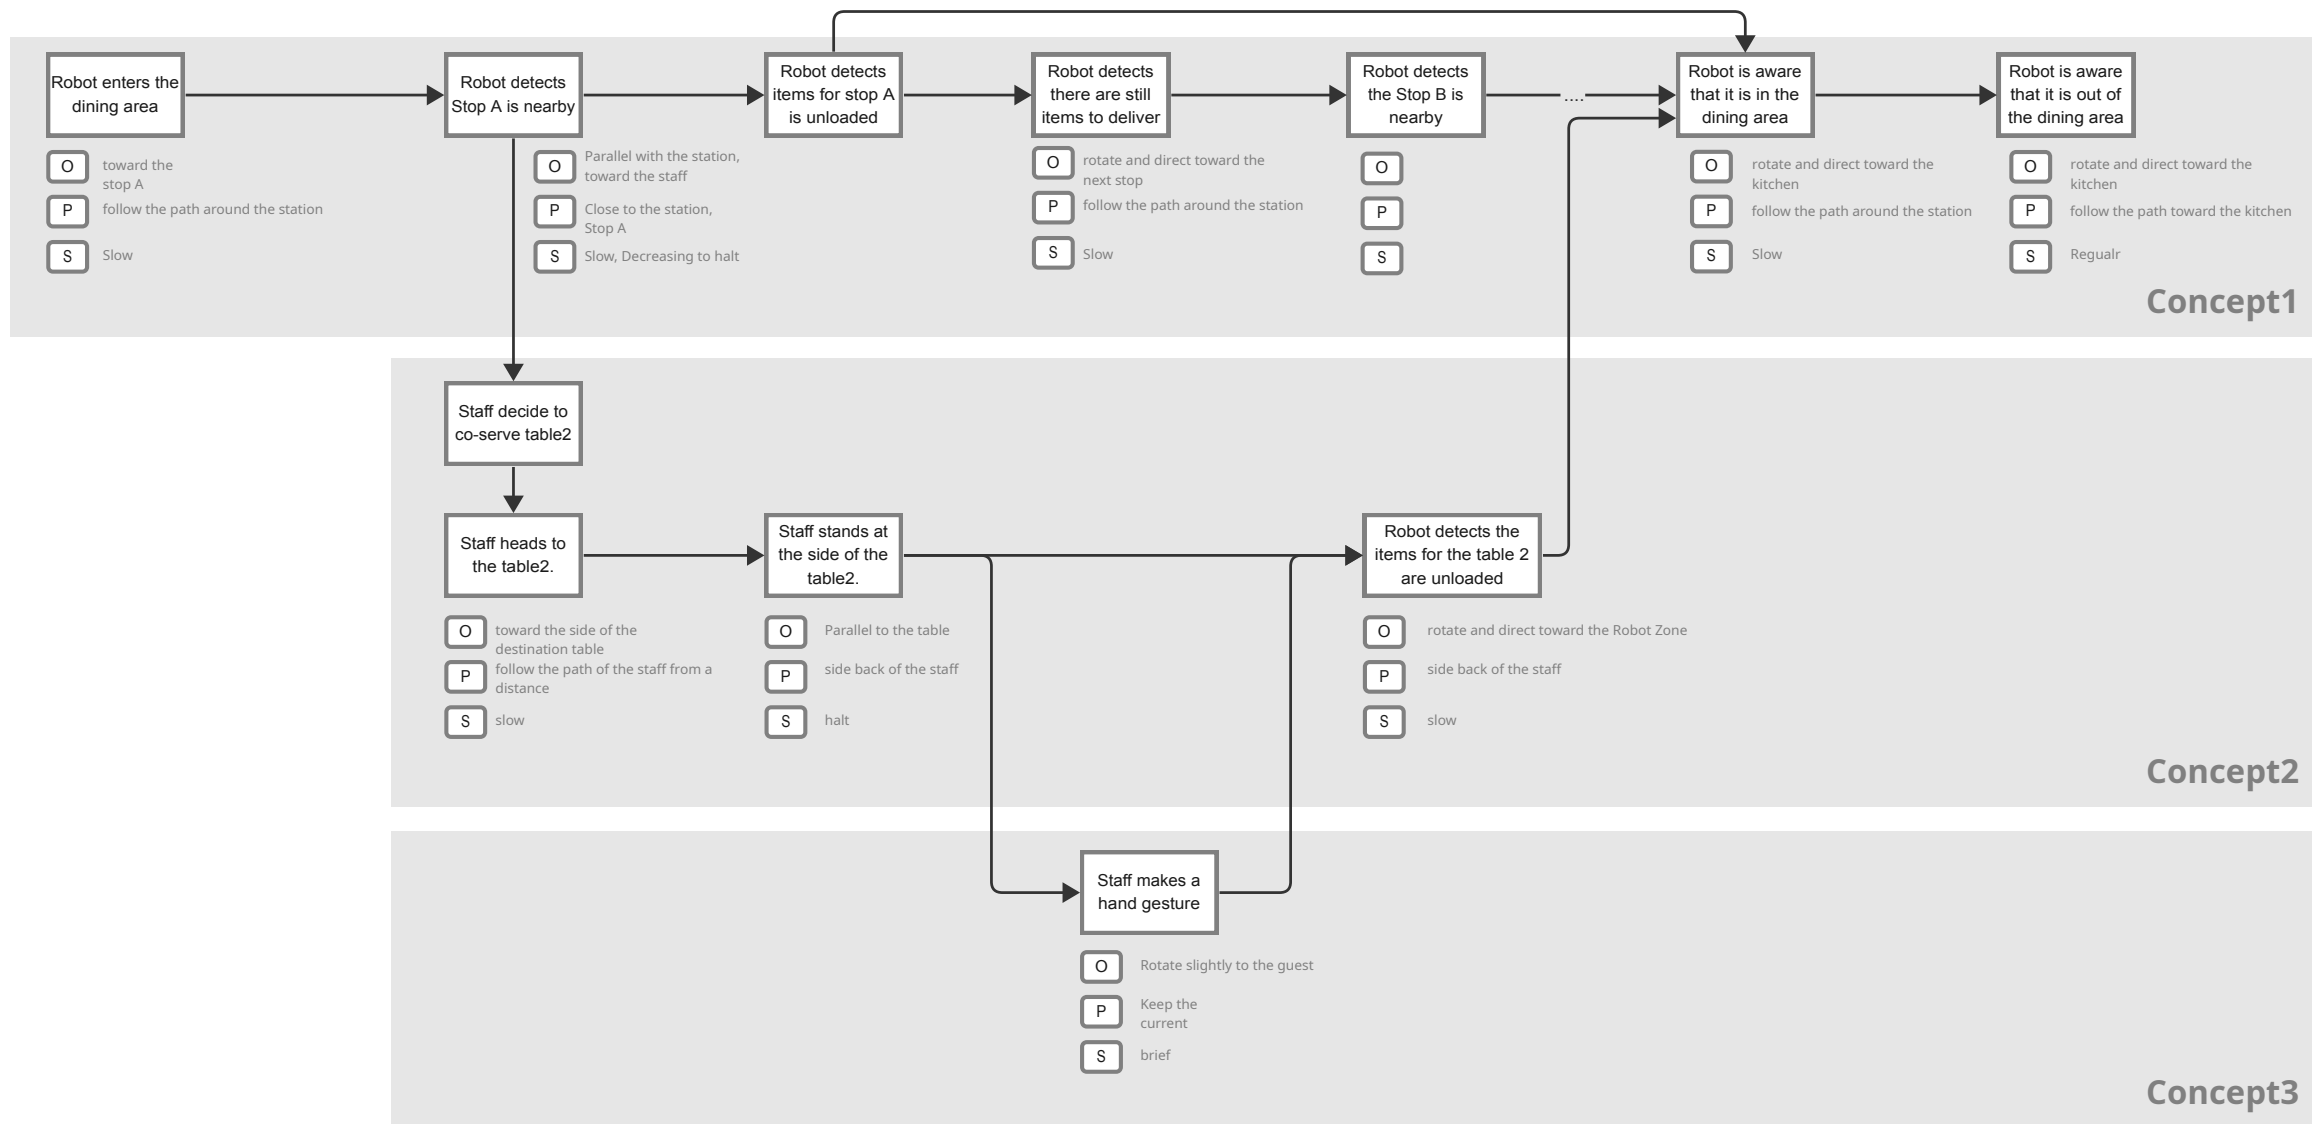 Robot enters the
dining area
O
toward the
stop A
P
follow the path around the station
S
Slow
Robot detects
Stop A is nearby
O
Parallel with the station,
toward the staff
P
Close to the station,
Stop A
S
Slow, Decreasing to halt
Robot detects
items for stop A
is unloaded
Robot detects
there are still
items to deliver
O
rotate and direct toward the
next stop
P
follow the path around the station
S
Slow
Robot detects
the Stop B is
nearby
O
P
S
....
Robot is aware
that it is in the
dining area
O
rotate and direct toward the
kitchen
P
follow the path around the station
S
Slow
Robot is aware
that it is out of
the dining area
O
rotate and direct toward the
kitchen
P
follow the path toward the kitchen
S
Regualr
Concept1
Staff decide to
co-serve table2
Staff heads to
the table2.
O
toward the side of the
destination table
P
follow the path of the staff from a
distance
S
slow
Staff stands at
the side of the
table2.
O
Parallel to the table
P
side back of the staff
S
halt
Robot detects the
items for the table 2
are unloaded
O
rotate and direct toward the Robot Zone
P
side back of the staff
S
slow
Concept2
Staff makes a
hand gesture
O
Rotate slightly to the guest
P
Keep the
current
S
brief
Concept3